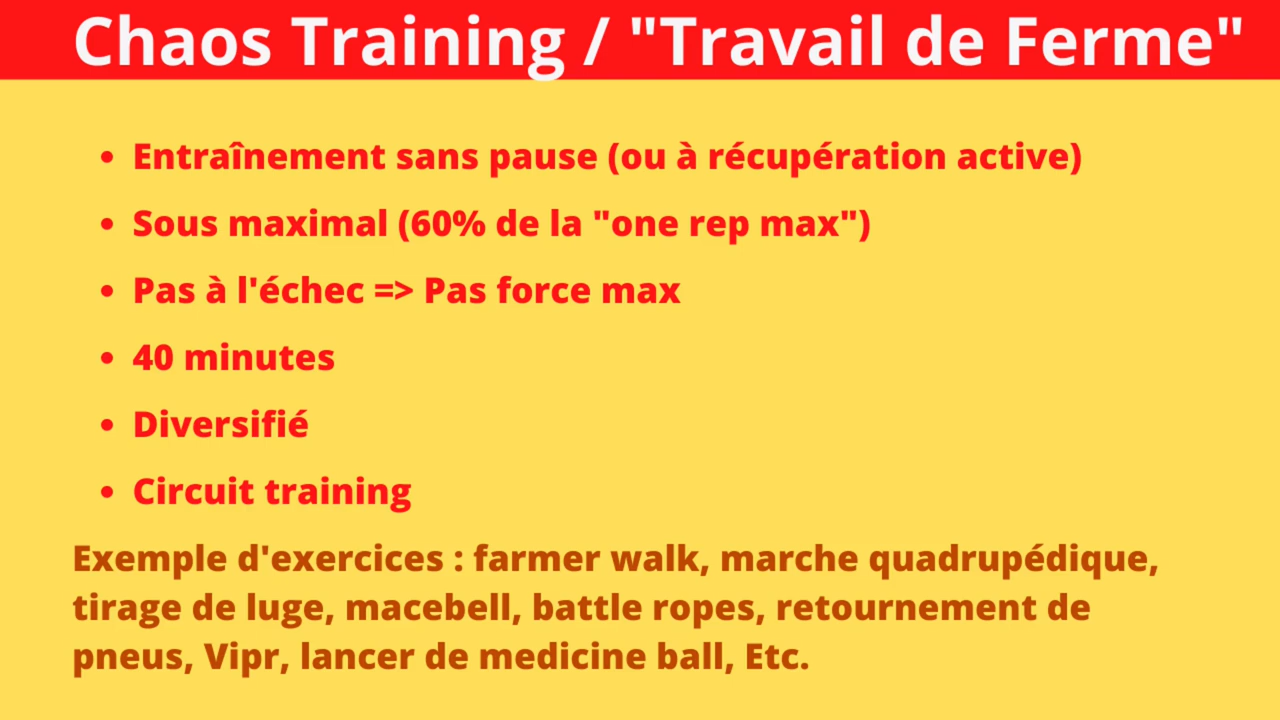 Chaos Training / "Travail de Ferme"
• Entraînement sans pause (ou à récupération active)
• Sous maximal (60% de la "one rep max")
• Pas à l'échec => Pas force max
• 40 minutes
• Diversifié
• Circuit training
Exemple d'exercices : farmer walk, marche quadrupédique,
tirage de luge, macebell, battle ropes, retournement de
pneus, Vipr, lancer de medicine ball, Etc.